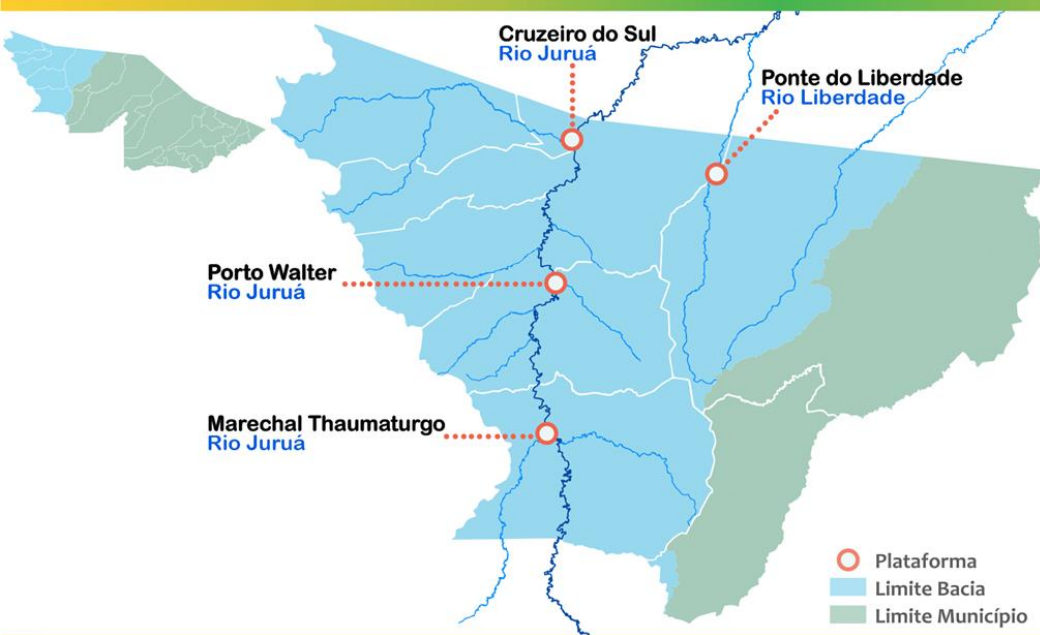 Cruzeiro do Sul
Rio Juruá
Ponte do Liberdade
Rio Liberdade
Porto Walter
Rio Juruá
Marechal Thaumaturgo
Rio Juruá
Plataforma
Limite Bacia
Limite Município